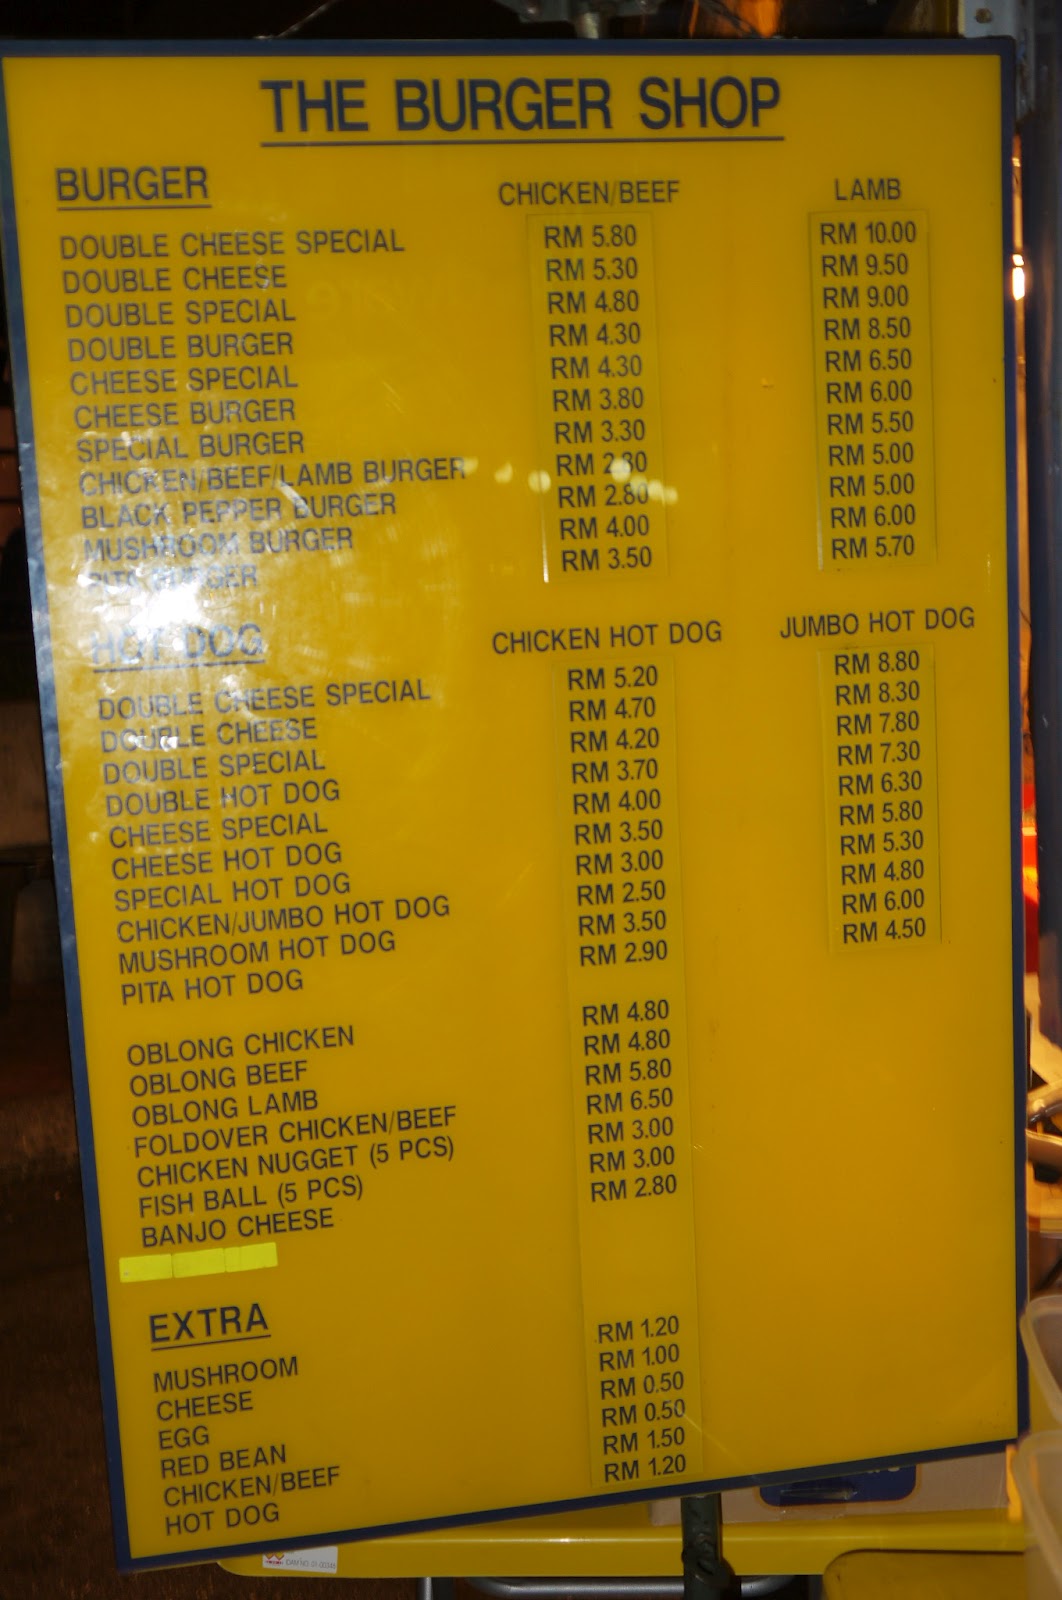 THE BURGER SHOP
BURGER CHICKEN/BEEF LAMB
DOUBLE CHEESE SPECIAL RM 5.80 RM 10.00
DOUBLE CHEESE RM 5.30 RM 9.50
DOUBLE SPECIAL RM 4.80 RM 9.00
DOUBLE BURGER RM 4.30 RM 8.50
CHEESE SPECIAL RM 4.30 RM 6.50
CHEESE BURGER RM 3.80 RM 6.00
SPECIAL BURGER RM 3.30 RM 5.50
CHICKEN/BEEF/LAMB BURGER RM 2.80 RM 5.00
BLACK PEPPER BURGER RM 2.80 RM 5.00
MUSHROOM BURGER RM 4.00 RM 6.00
PITA BURGER RM 3.50 RM 5.70
HOT DOG CHICKEN HOT DOG JUMBO HOT DOG
DOUBLE CHEESE SPECIAL RM 5.20 RM 8.80
DOUBLE CHEESE RM 4.70 RM 8.30
DOUBLE SPECIAL RM 4.20 RM 7.80
DOUBLE HOT DOG RM 3.70 RM 7.30
CHEESE SPECIAL RM 4.00 RM 6.30
CHEESE HOT DOG RM 3.50 RM 5.80
SPECIAL HOT DOG RM 3.00 RM 5.30
CHICKEN/JUMBO HOT DOG RM 2.50 RM 4.80
MUSHROOM HOT DOG RM 3.50 RM 6.00
PITA HOT DOG RM 2.90 RM 4.50
OBLONG CHICKEN RM 4.80
OBLONG BEEF RM 4.80
OBLONG LAMB RM 5.80
FOLDOVER CHICKEN/BEEF RM 6.50
CHICKEN NUGGET (5 PCS) RM 3.00
FISH BALL (5 PCS) RM 3.00
BANJO CHEESE RM 2.80
EXTRA
MUSHROOM RM 1.20
CHEESE RM 1.00
EGG RM 0.50
RED BEAN RM 0.50
CHICKEN/BEEF RM 1.50
HOT DOG RM 1.20